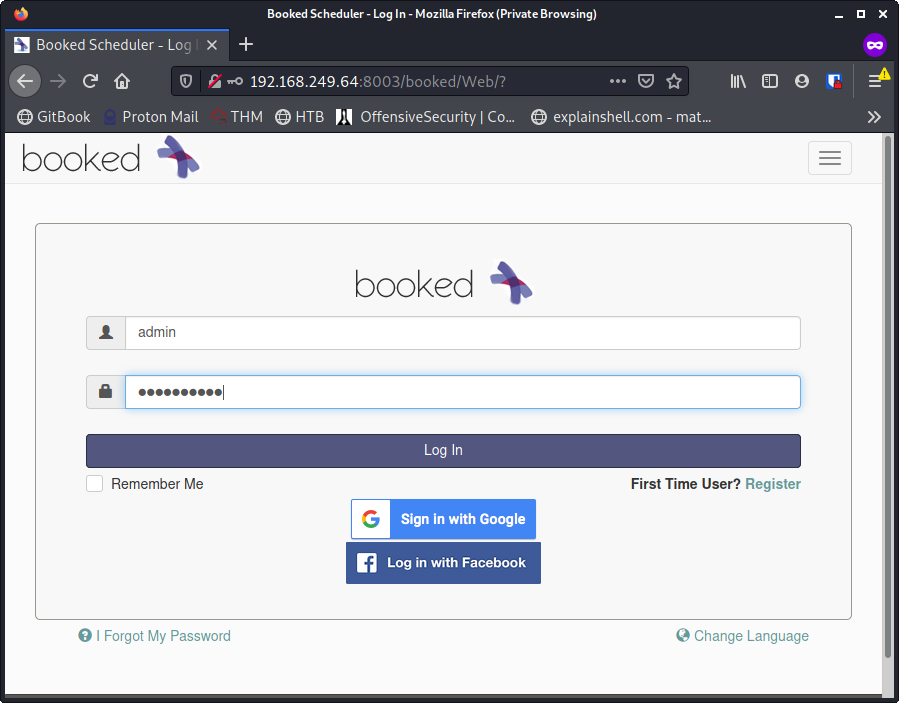 Booked Scheduler - Log In - Mozilla Firefox (Private Browsing)
Booked Scheduler - Log
192.168.249.64:8003/booked/Web/?
GitBook Proton Mail THM HTB OffensiveSecurity | Co... explainshell.com - mat...
booked
booked
admin
Log In
Remember Me First Time User? Register
Sign in with Google
Log in with Facebook
I Forgot My Password Change Language